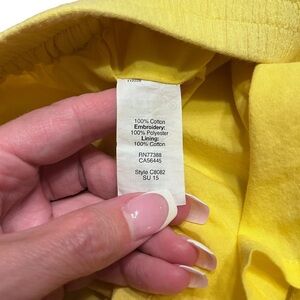 100% Cotton
Embroidery:
100% Polyester
Lining:
100% Cotton
RN77388
CA56445
Style C8082
SU 15